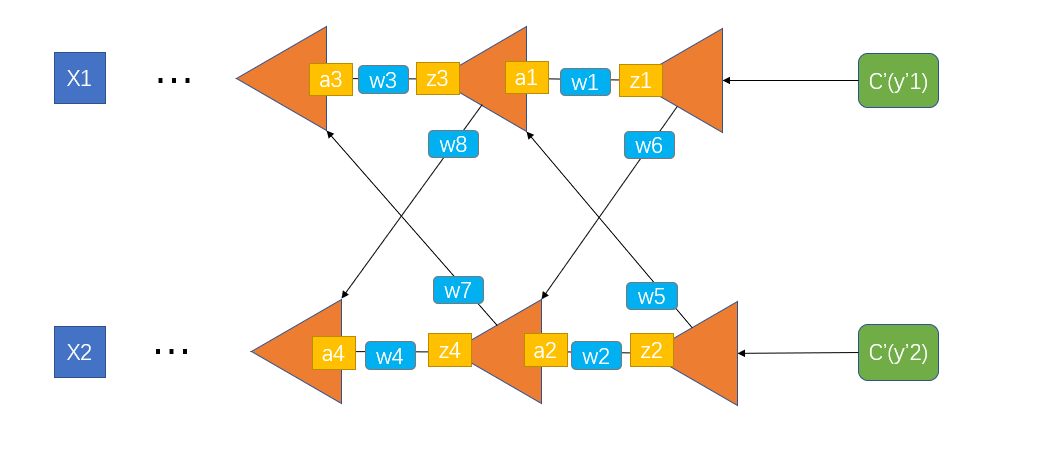 X1 ... a3 w3 z3 a1 w1 z1 C’(y’1)
w8 w6
w7 w5
X2 ... a4 w4 z4 a2 w2 z2 C’(y’2)